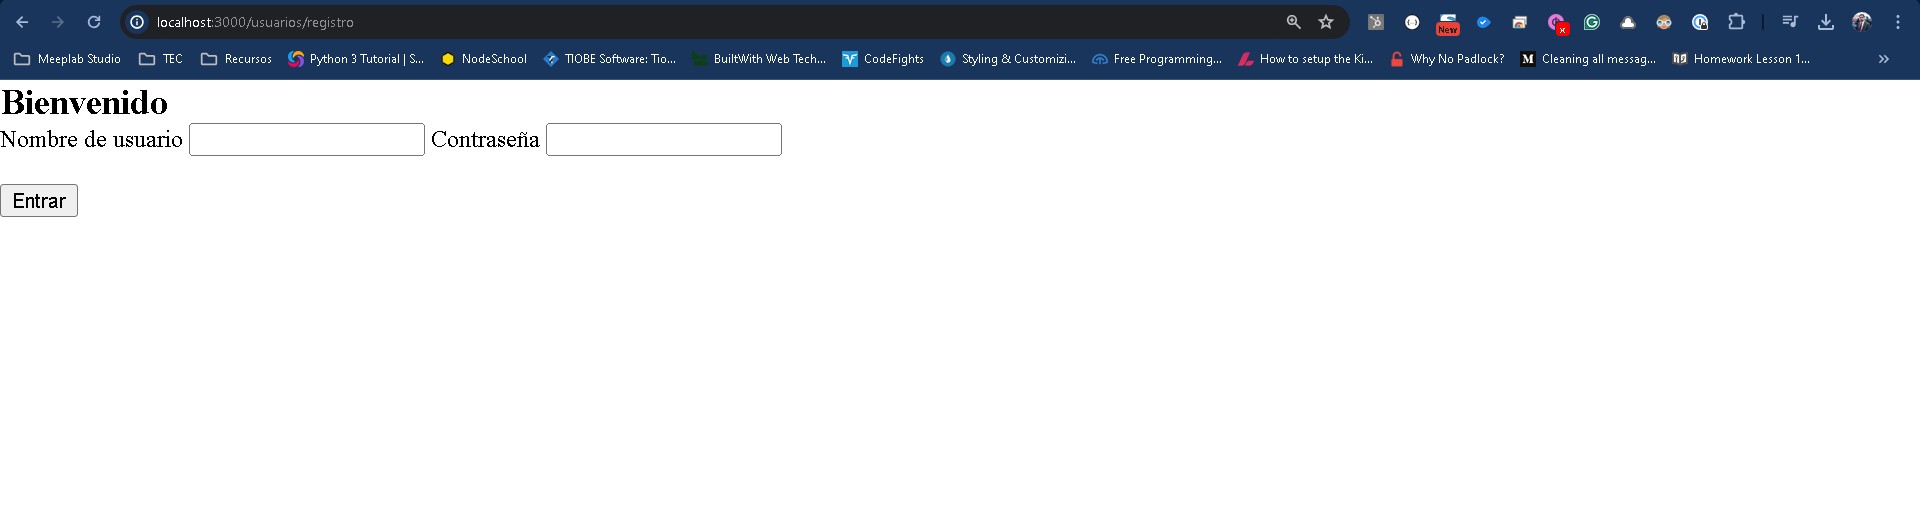 localhost:3000/usuarios/registro
New
Meeplab Studio TEC Recursos Python 3 Tutorial | S... NodeSchool TIOBE Software: Tio... BuiltWith Web Tech... CodeFights Styling & Customizi... Free Programming... How to setup the Ki... Why No Padlock? M Cleaning all messag... Homework Lesson 1... »
Bienvenido
Nombre de usuario Contraseña
Entrar